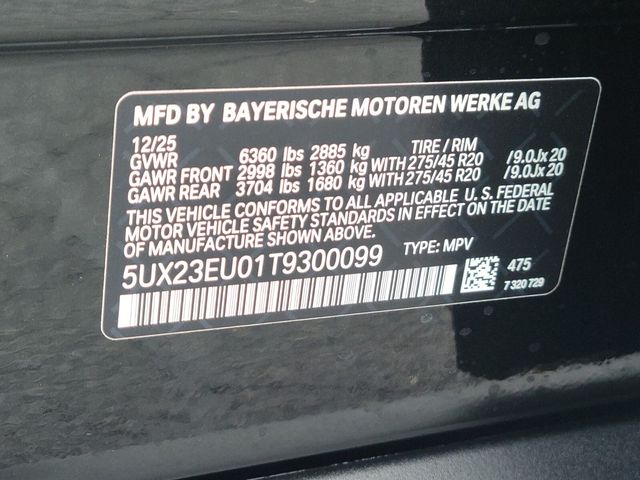 MFD BY BAYERISCHE MOTOREN WERKE AG
12/25
GVWR 6360 lbs 2885 kg TIRE / RIM
GAWR FRONT 2998 lbs 1360 kg WITH 275/45 R20 /9.0Jx20
GAWR REAR 3704 lbs 1680 kg WITH 275/45 R20 /9.0Jx20
THIS VEHICLE CONFORMS TO ALL APPLICABLE U. S. FEDERAL
MOTOR VEHICLE SAFETY STANDARDS IN EFFECT ON THE DATE
OF MANUFACTURE SHOWN ABOVE.
5UX23EU01T9300099 TYPE: MPV
475
7 320 729